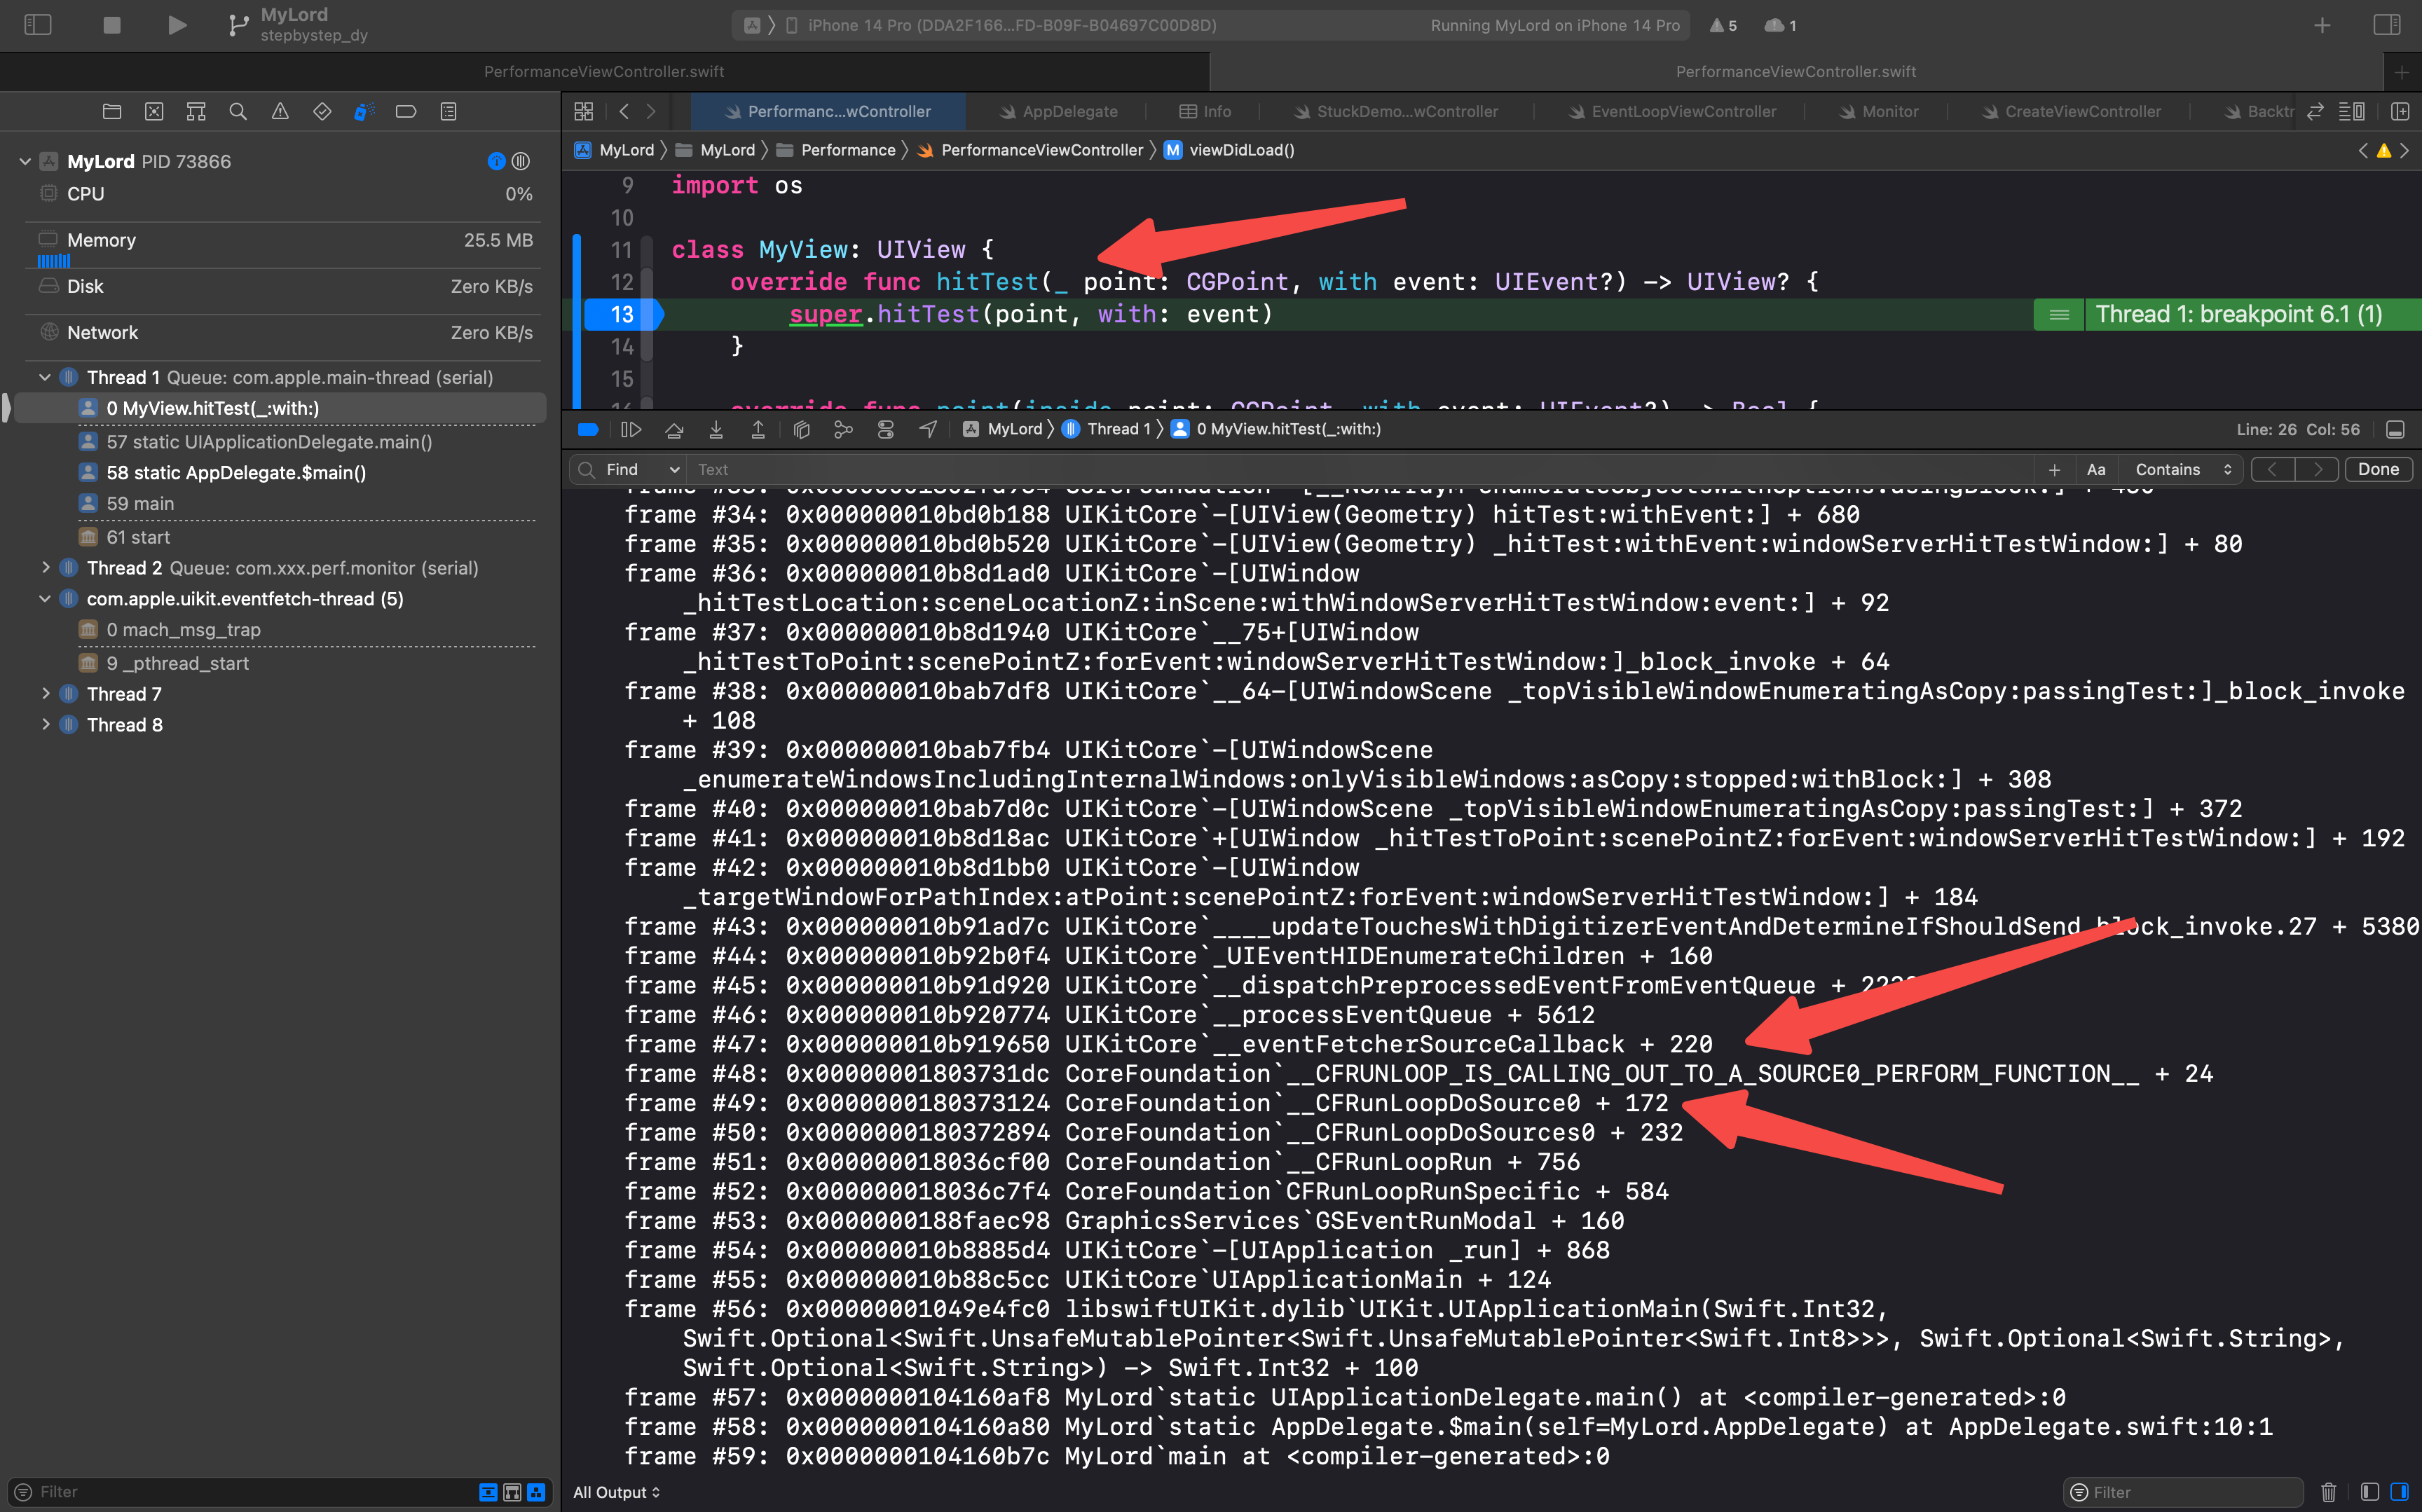 MyLord
stepbystep_dy
iPhone 14 Pro (DDA2F166...FD-B09F-B04697C00D8D)
Running MyLord on iPhone 14 Pro
5
1
PerformanceViewController.swift
PerformanceViewController.swift
Performanc...wController
AppDelegate
Info
StuckDemo...wController
EventLoopViewController
Monitor
CreateViewController
Backtr
MyLord
MyLord
Performance
PerformanceViewController
M viewDidLoad()
MyLord PID 73866
CPU 0%
Memory 25.5 MB
Disk Zero KB/s
Network Zero KB/s
Thread 1 Queue: com.apple.main-thread (serial)
0 MyView.hitTest(_:with:)
57 static UIApplicationDelegate.main()
58 static AppDelegate.$main()
59 main
61 start
Thread 2 Queue: com.xxx.perf.monitor (serial)
com.apple.uikit.eventfetch-thread (5)
0 mach_msg_trap
9 _pthread_start
Thread 7
Thread 8
Filter
9 import os
10
11 class MyView: UIView {
12 override func hitTest(_ point: CGPoint, with event: UIEvent?) -> UIView? {
13 super.hitTest(point, with: event)
Thread 1: breakpoint 6.1 (1)
14 }
15
16 override func point(inside point: CGPoint, with event: UIEvent?) -> Bool {
MyLord
Thread 1
0 MyView.hitTest(_:with:)
Line: 26 Col: 56
Find
Text
Aa
Contains
Done
frame #34: 0x000000010bd0b188 UIKitCore`-[UIView(Geometry) hitTest:withEvent:] + 680
frame #35: 0x000000010bd0b520 UIKitCore`-[UIView(Geometry) _hitTest:withEvent:windowServerHitTestWindow:] + 80
frame #36: 0x000000010b8d1ad0 UIKitCore`-[UIWindow
_hitTestLocation:sceneLocationZ:inScene:withWindowServerHitTestWindow:event:] + 92
frame #37: 0x000000010b8d1940 UIKitCore`__75+[UIWindow
_hitTestToPoint:scenePointZ:forEvent:windowServerHitTestWindow:]_block_invoke + 64
frame #38: 0x000000010bab7df8 UIKitCore`__64-[UIWindowScene _topVisibleWindowEnumeratingAsCopy:passingTest:]_block_invoke
+ 108
frame #39: 0x000000010bab7fb4 UIKitCore`-[UIWindowScene
_enumerateWindowsIncludingInternalWindows:onlyVisibleWindows:asCopy:stopped:withBlock:] + 308
frame #40: 0x000000010bab7d0c UIKitCore`-[UIWindowScene _topVisibleWindowEnumeratingAsCopy:passingTest:] + 372
frame #41: 0x000000010b8d18ac UIKitCore`+[UIWindow _hitTestToPoint:scenePointZ:forEvent:windowServerHitTestWindow:] + 192
frame #42: 0x000000010b8d1bb0 UIKitCore`-[UIWindow
_targetWindowForPathIndex:atPoint:scenePointZ:forEvent:windowServerHitTestWindow:] + 184
frame #43: 0x000000010b91ad7c UIKitCore`____updateTouchesWithDigitizerEventAndDetermineIfShouldSend_block_invoke.27 + 5380
frame #44: 0x000000010b92b0f4 UIKitCore`_UIEventHIDEnumerateChildren + 160
frame #45: 0x000000010b91d920 UIKitCore`__dispatchPreprocessedEventFromEventQueue +
frame #46: 0x000000010b920774 UIKitCore`__processEventQueue + 5612
frame #47: 0x000000010b919650 UIKitCore`__eventFetcherSourceCallback + 220
frame #48: 0x00000001803731dc CoreFoundation`__CFRUNLOOP_IS_CALLING_OUT_TO_A_SOURCE0_PERFORM_FUNCTION__ + 24
frame #49: 0x0000000180373124 CoreFoundation`__CFRunLoopDoSource0 + 172
frame #50: 0x0000000180372894 CoreFoundation`__CFRunLoopDoSources0 + 232
frame #51: 0x000000018036cf00 CoreFoundation`__CFRunLoopRun + 756
frame #52: 0x000000018036c7f4 CoreFoundation`CFRunLoopRunSpecific + 584
frame #53: 0x0000000188faec98 GraphicsServices`GSEventRunModal + 160
frame #54: 0x000000010b8885d4 UIKitCore`-[UIApplication _run] + 868
frame #55: 0x000000010b88c5cc UIKitCore`UIApplicationMain + 124
frame #56: 0x00000001049e4fc0 libswiftUIKit.dylib`UIKit.UIApplicationMain(Swift.Int32,
Swift.Optional<Swift.UnsafeMutablePointer<Swift.UnsafeMutablePointer<Swift.Int8>>>, Swift.Optional<Swift.String>,
Swift.Optional<Swift.String>) -> Swift.Int32 + 100
frame #57: 0x0000000104160af8 MyLord`static UIApplicationDelegate.main() at <compiler-generated>:0
frame #58: 0x0000000104160a80 MyLord`static AppDelegate.$main(self=MyLord.AppDelegate) at AppDelegate.swift:10:1
frame #59: 0x0000000104160b7c MyLord`main at <compiler-generated>:0
All Output
Filter